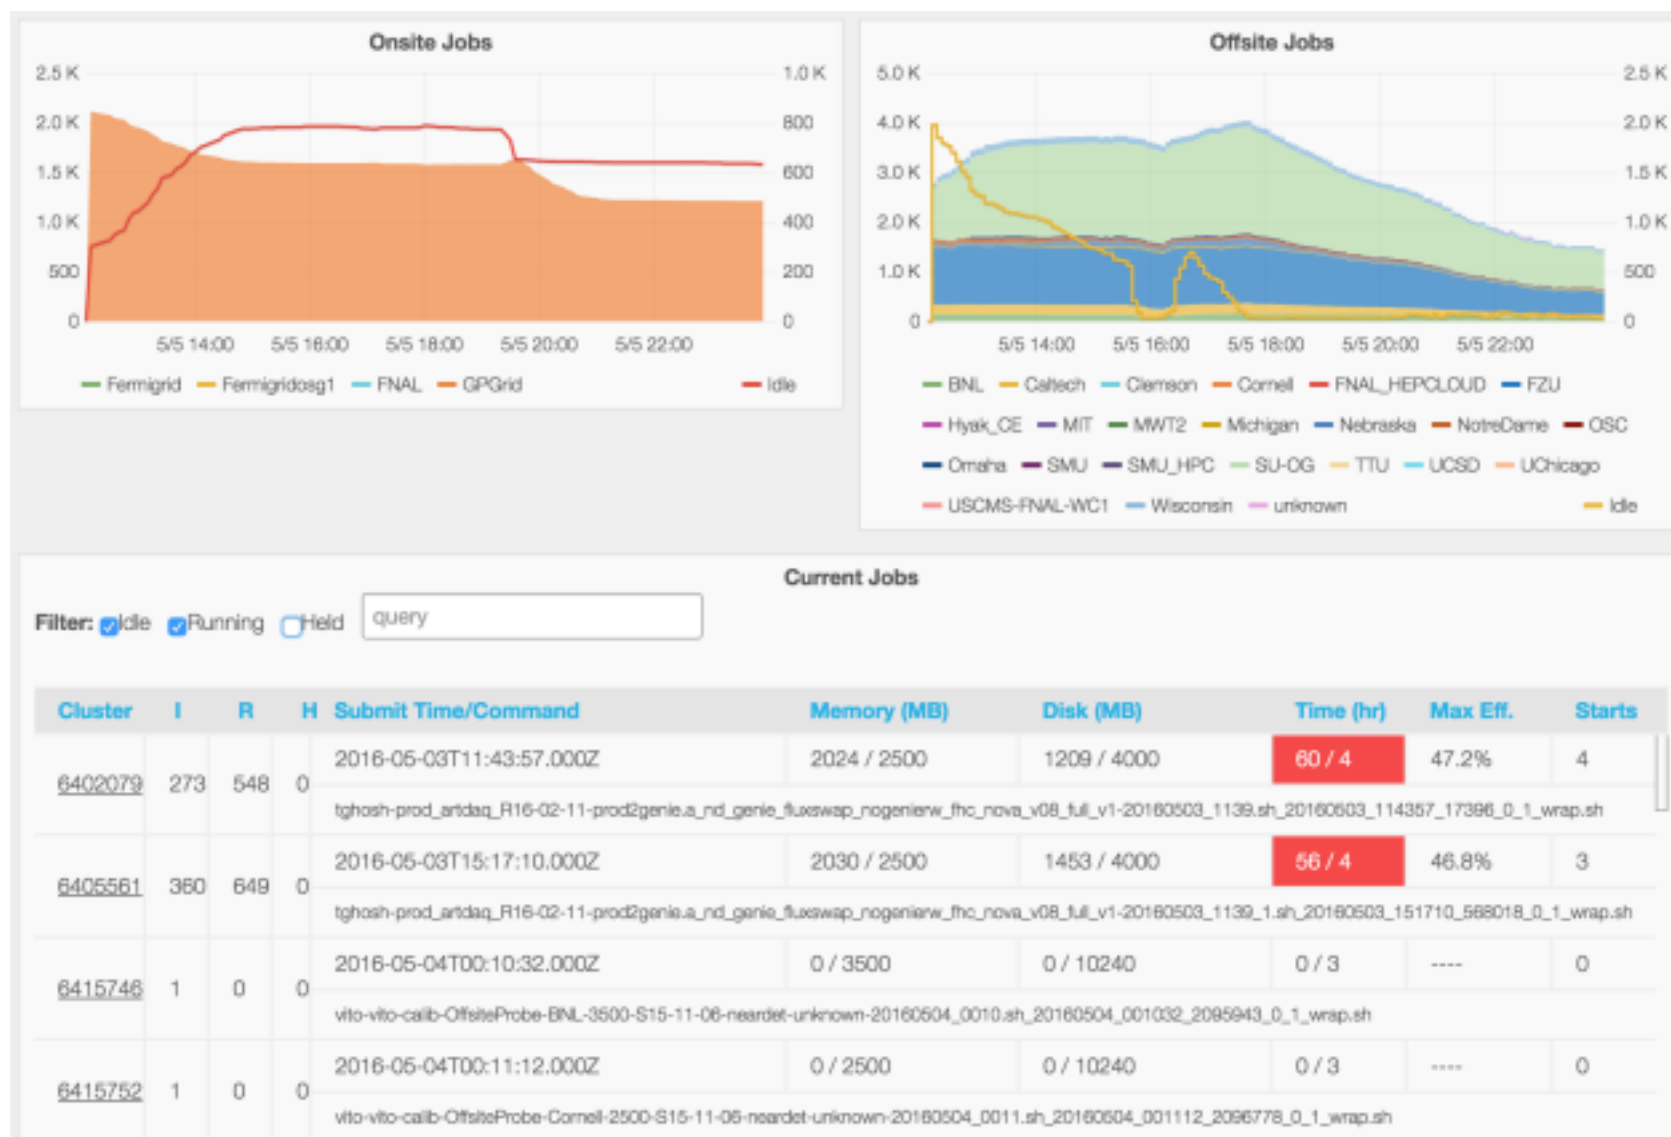 Onsite Jobs
2.5 K
2.0 K
1.5 K
1.0 K
500
0
1.0 K
800
600
400
200
0
5/5 14:00 5/5 16:00 5/5 18:00 5/5 20:00 5/5 22:00
Fermigrid Fermigridosg1 FNAL GPGrid Idle
Offsite Jobs
5.0 K
4.0 K
3.0 K
2.0 K
1.0 K
0
2.5 K
2.0 K
1.5 K
1.0 K
500
0
5/5 14:00 5/5 16:00 5/5 18:00 5/5 20:00 5/5 22:00
BNL Caltech Clemson Cornell FNAL_HEPCLOUD FZU
Hyak_CE MIT MWT2 Michigan Nebraska NotreDame OSC
Omaha SMU SMU_HPC SU-OG TTU UCSD UChicago
USCMS-FNAL-WC1 Wisconsin unknown Idle
Current Jobs
Filter: Idle Running Held query
Cluster I R H Submit Time/Command Memory (MB) Disk (MB) Time (hr) Max Eff. Starts
2016-05-03T11:43:57.000Z 2024 / 2500 1209 / 4000 60 / 4 47.2% 4
6402079 273 548 0
tghosh-prod_artdaq_R16-02-11-prod2genie.a_nd_genie_fluxswap_nogenierw_fhc_nova_v08_full_v1-20160503_1139.sh_20160503_114357_17396_0_1_wrap.sh
2016-05-03T15:17:10.000Z 2030 / 2500 1453 / 4000 56 / 4 46.8% 3
6405561 360 649 0
tghosh-prod_artdaq_R16-02-11-prod2genie.a_nd_genie_fluxswap_nogenierw_fhc_nova_v08_full_v1-20160503_1139_1.sh_20160503_151710_568018_0_1_wrap.sh
2016-05-04T00:10:32.000Z 0 / 3500 0 / 10240 0 / 3 ---- 0
6415746 1 0 0
vito-vito-calib-OffsiteProbe-BNL-3500-S15-11-06-neardet-unknown-20160504_0010.sh_20160504_001032_2095943_0_1_wrap.sh
2016-05-04T00:11:12.000Z 0 / 2500 0 / 10240 0 / 3 ---- 0
6415752 1 0 0
vito-vito-calib-OffsiteProbe-Cornell-2500-S15-11-06-neardet-unknown-20160504_0011.sh_20160504_001112_2096778_0_1_wrap.sh